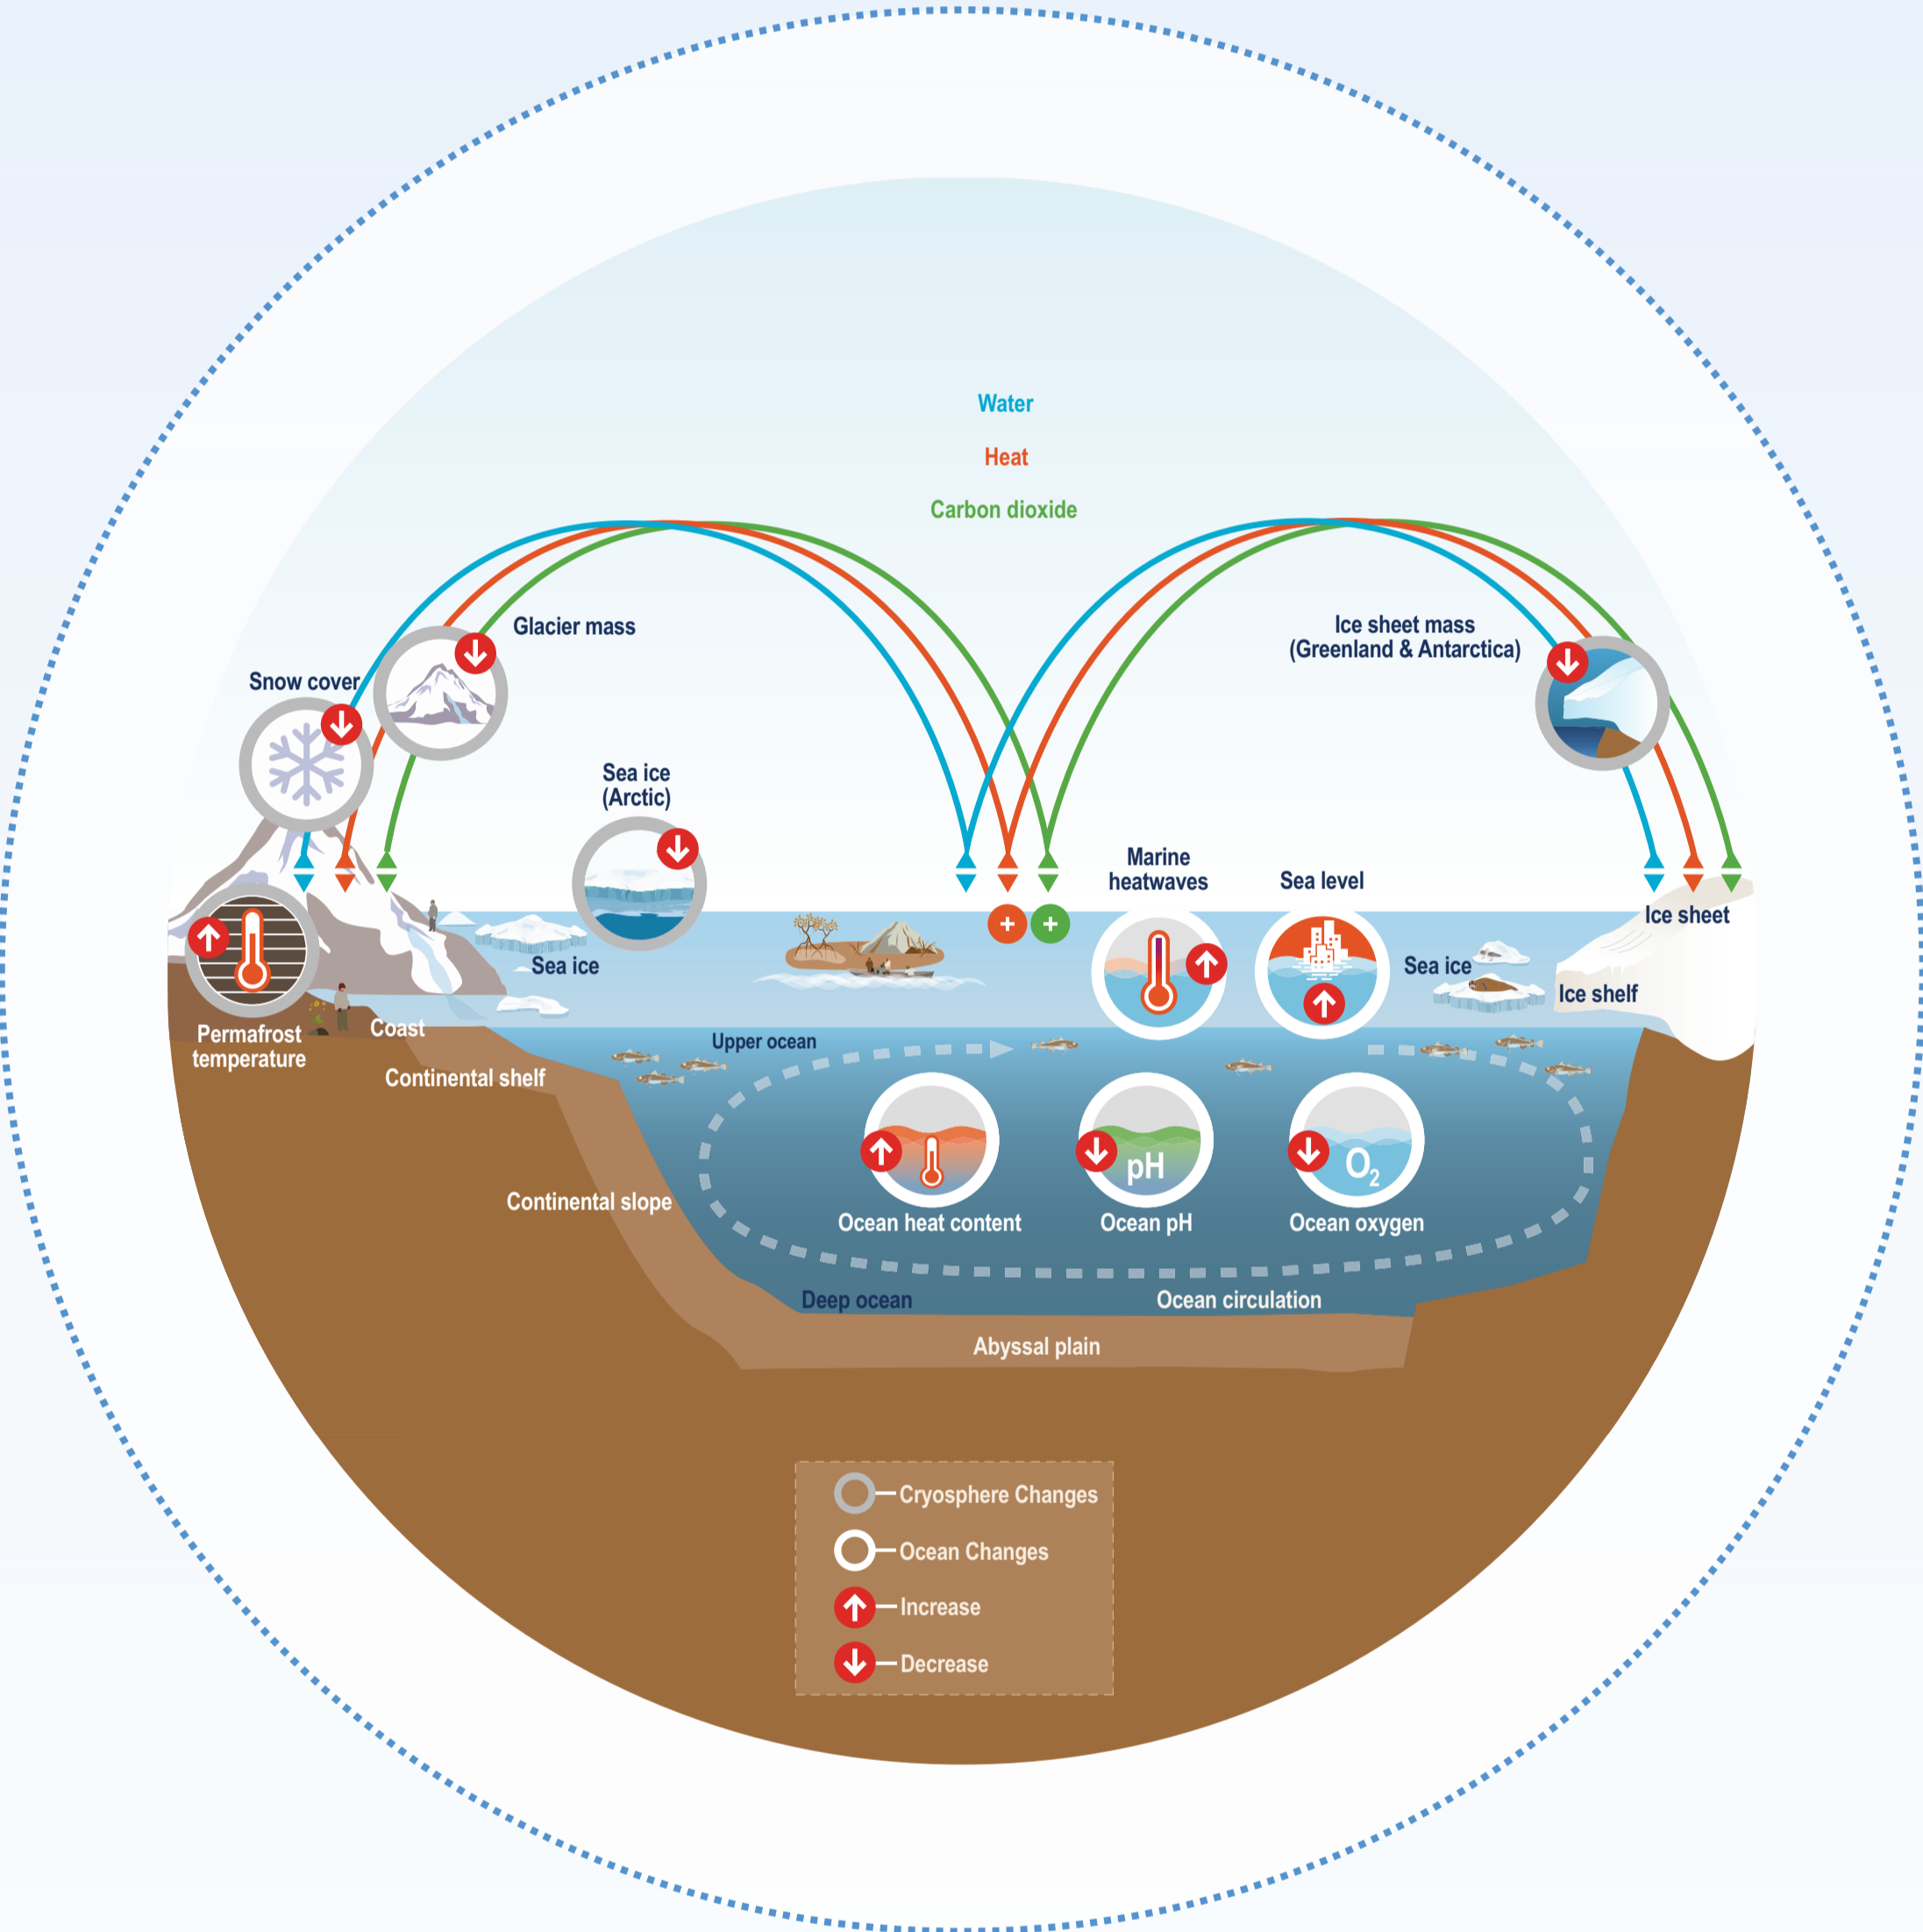 Water
Heat
Carbon dioxide
Glacier mass
Ice sheet mass
(Greenland & Antarctica)
Snow cover
Sea ice
(Arctic)
Marine
heatwaves
Sea level
+
+
Ice sheet
Sea ice
Sea ice
Ice shelf
Permafrost
temperature
Coast
Upper ocean
Continental shelf
pH
O₂
Continental slope
Ocean heat content
Ocean pH
Ocean oxygen
Deep ocean
Ocean circulation
Abyssal plain
Cryosphere Changes
Ocean Changes
Increase
Decrease